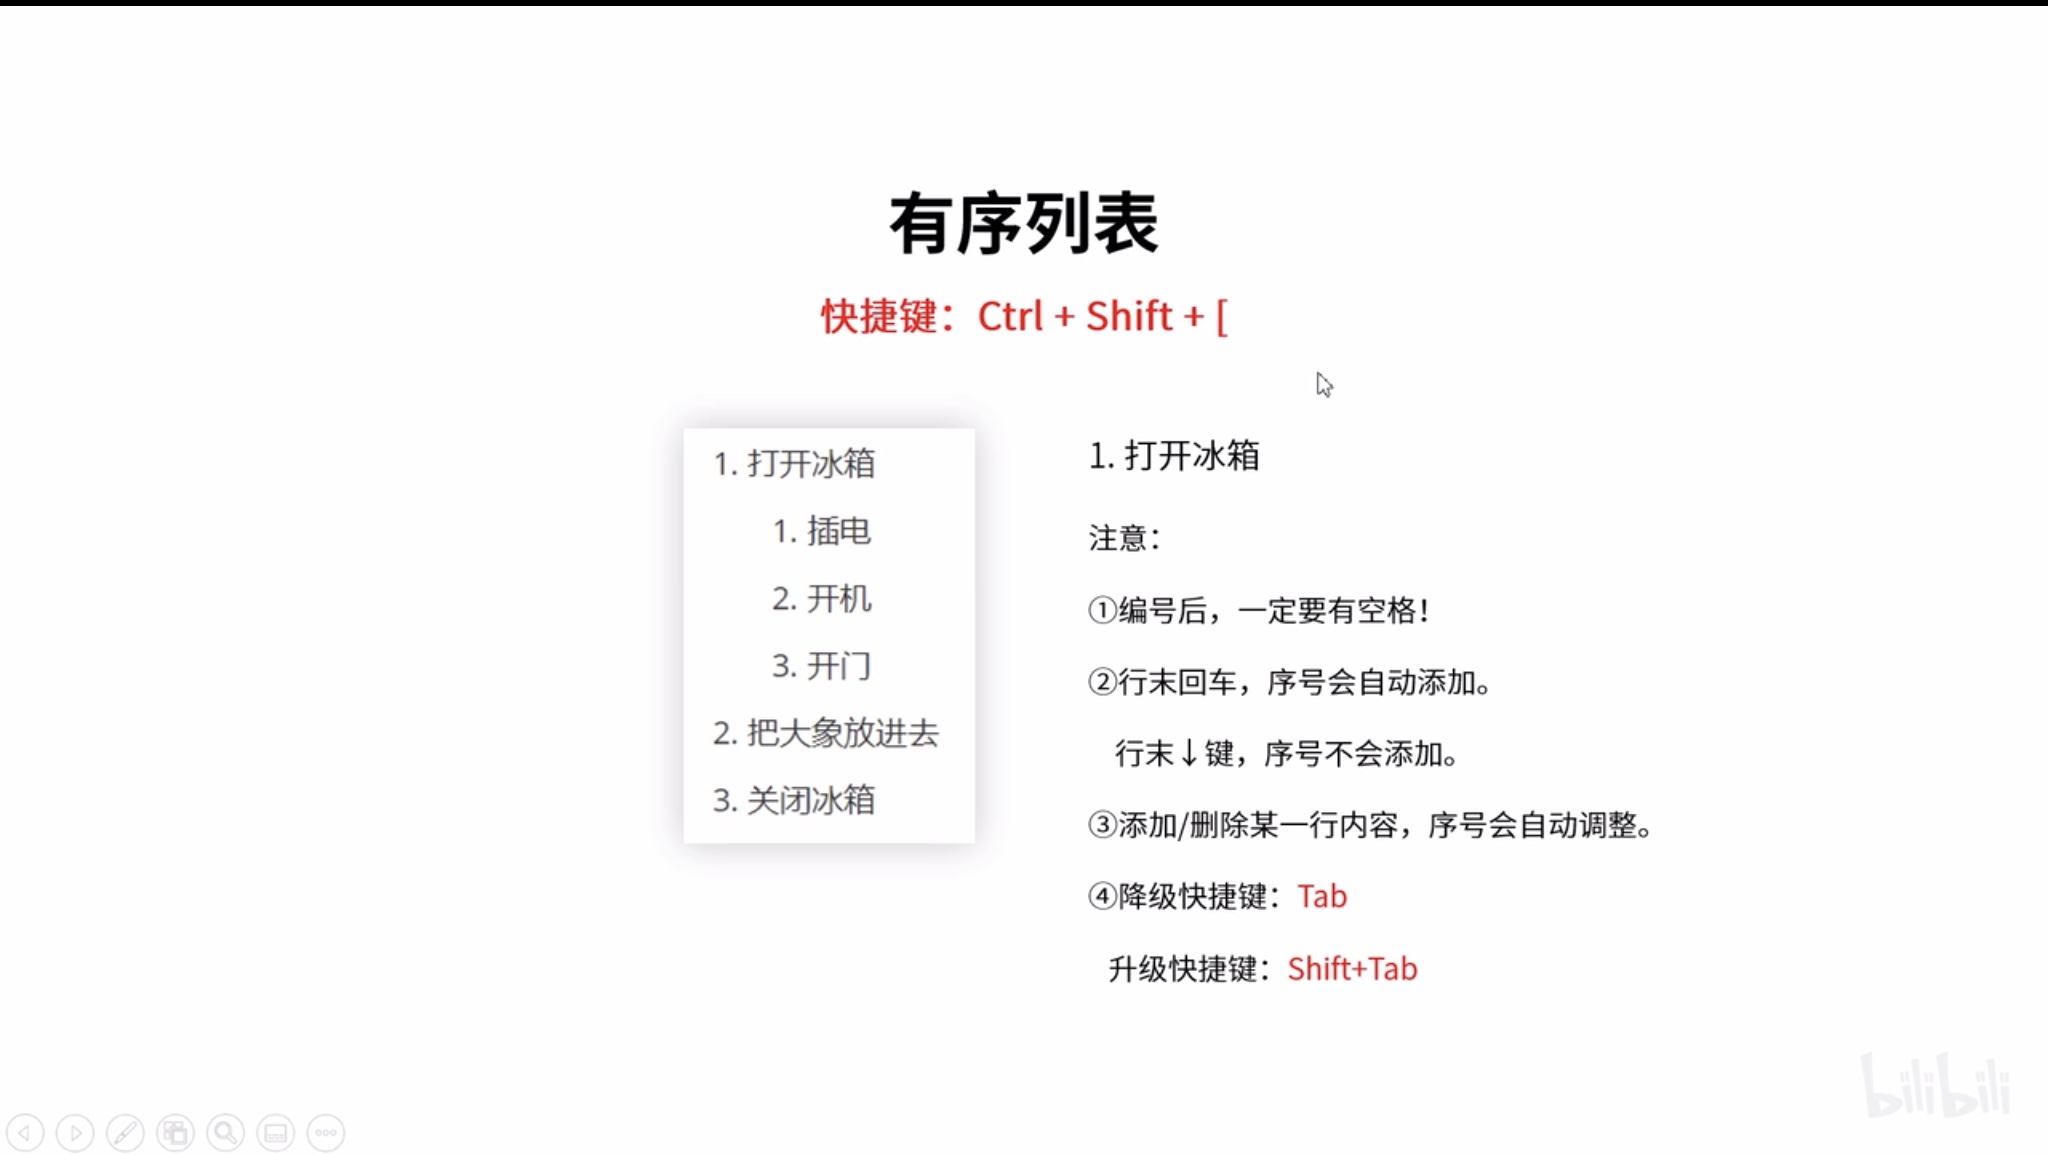 有序列表
快捷键：Ctrl + Shift + [
1. 打开冰箱
1. 插电
2. 开机
3. 开门
2. 把大象放进去
3. 关闭冰箱
1. 打开冰箱
注意：
①编号后，一定要有空格！
②行末回车，序号会自动添加。
行末↓键，序号不会添加。
③添加/删除某一行内容，序号会自动调整。
④降级快捷键：Tab
升级快捷键：Shift+Tab
bilibili